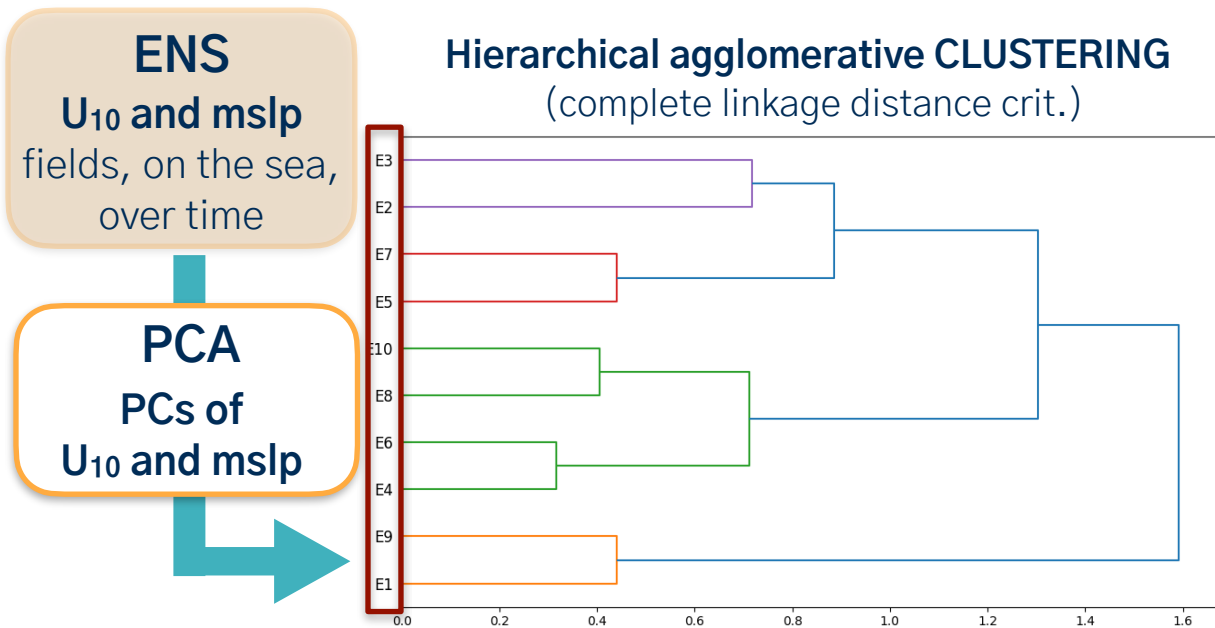 ENS
U₁₀ and mslp
fields, on the sea,
over time
PCA
PCs of
U₁₀ and mslp
Hierarchical agglomerative CLUSTERING
(complete linkage distance crit.)
E3
E2
E7
E5
E10
E8
E6
E4
E9
E1
0.0 0.2 0.4 0.6 0.8 1.0 1.2 1.4 1.6